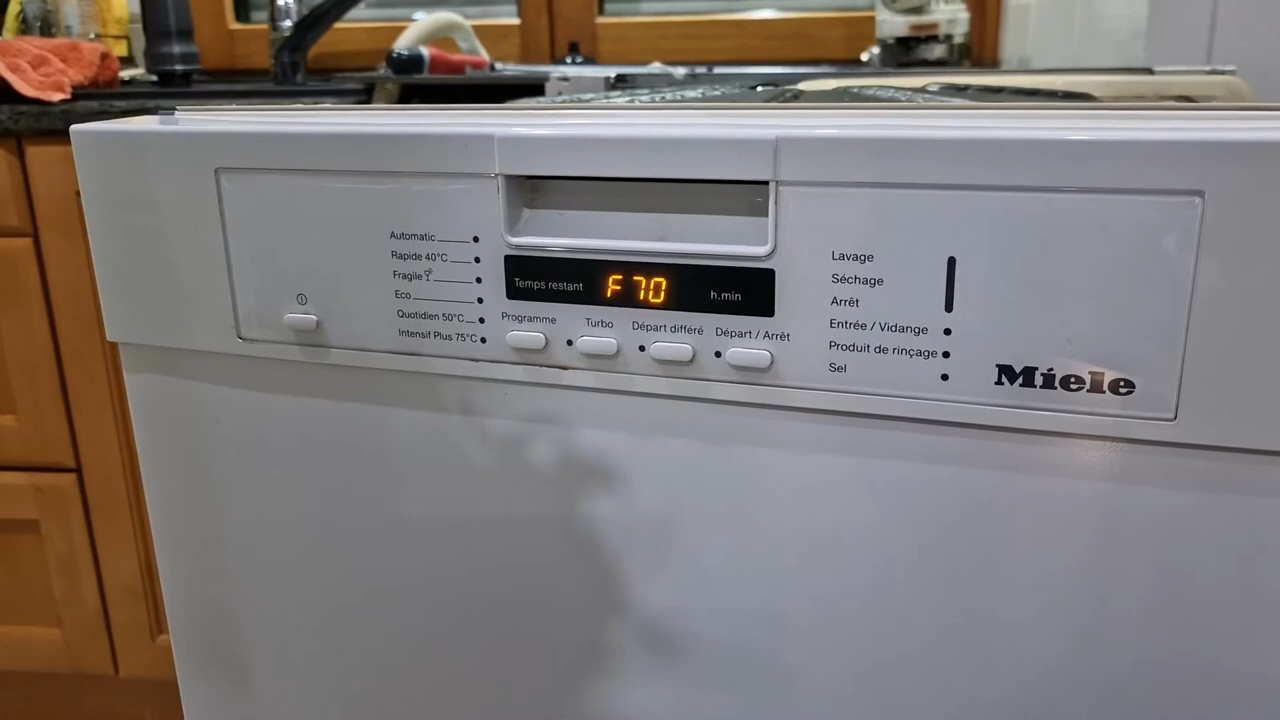 Automatic
Rapide 40°C
Fragile
Eco
Quotidien 50°C
Intensif Plus 75°C
Temps restant F 70 h.min
Programme Turbo Départ différé Départ / Arrêt
Lavage
Séchage
Arrêt
Entrée / Vidange
Produit de rinçage
Sel
Miele